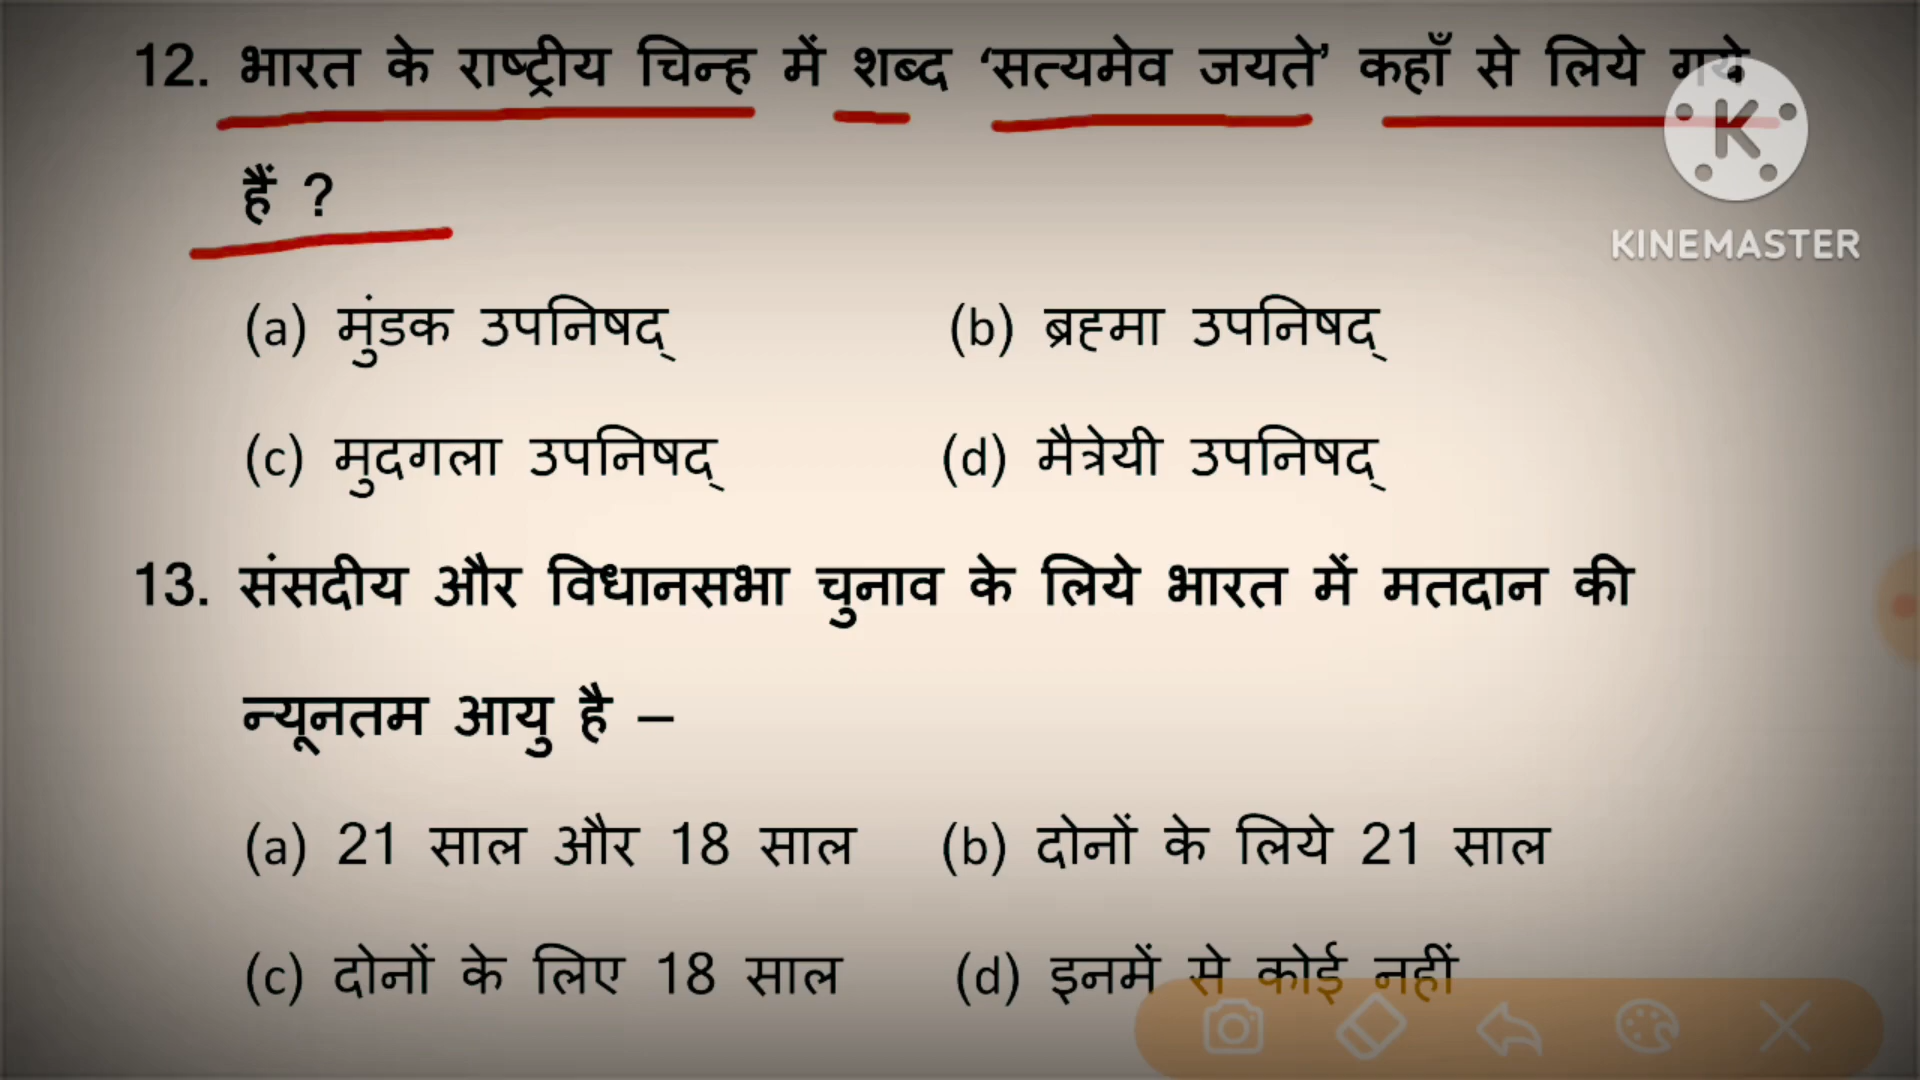 12. भारत के राष्ट्रीय चिन्ह में शब्द ‘सत्यमेव जयते’ कहाँ से लिये गये
हैं ?
(a) मुंडक उपनिषद् (b) ब्रह्मा उपनिषद्
(c) मुदगला उपनिषद् (d) मैत्रेयी उपनिषद्
13. संसदीय और विधानसभा चुनाव के लिये भारत में मतदान की
न्यूनतम आयु है –
(a) 21 साल और 18 साल (b) दोनों के लिये 21 साल
(c) दोनों के लिए 18 साल (d) इनमें से कोई नहीं
K
KINEMASTER